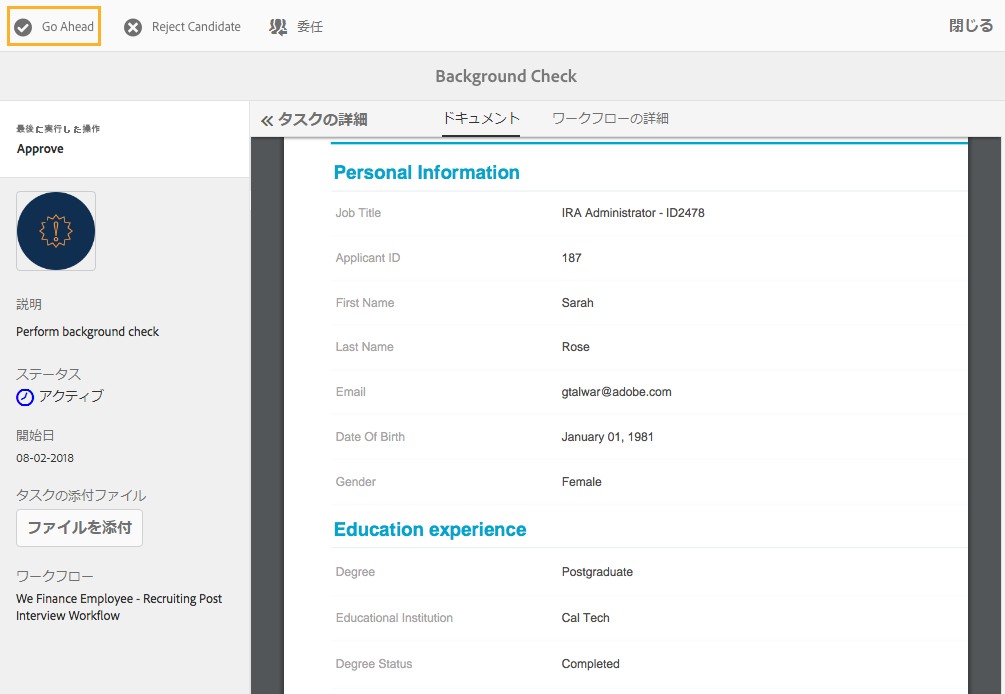 Go Ahead
Reject Candidate
委任
閉じる
Background Check
最後に実行した操作
Approve
説明
Perform background check
ステータス
アクティブ
開始日
08-02-2018
タスクの添付ファイル
ファイルを添付
ワークフロー
We Finance Employee - Recruiting Post
Interview Workflow
« タスクの詳細
ドキュメント
ワークフローの詳細
Personal Information
Job Title IRA Administrator - ID2478
Applicant ID 187
First Name Sarah
Last Name Rose
Email gtalwar@adobe.com
Date Of Birth January 01, 1981
Gender Female
Education experience
Degree Postgraduate
Educational Institution Cal Tech
Degree Status Completed